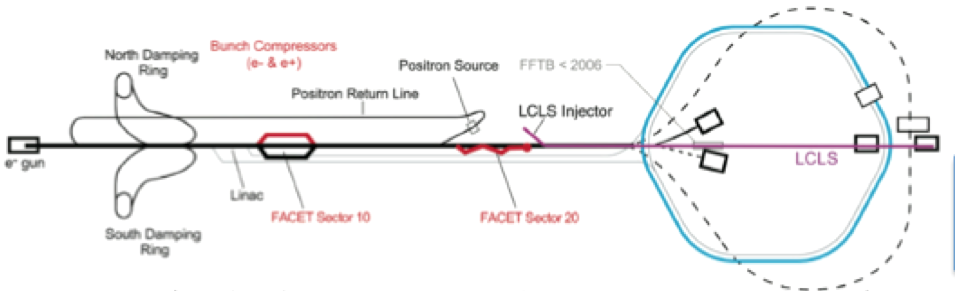 North Damping
Ring
Bunch Compressors
(e- & e+)
Positron Source
FFTB < 2006
Positron Return Line
LCLS Injector
e⁻ gun
LCLS
Linac
FACET Sector 10
FACET Sector 20
South Damping
Ring